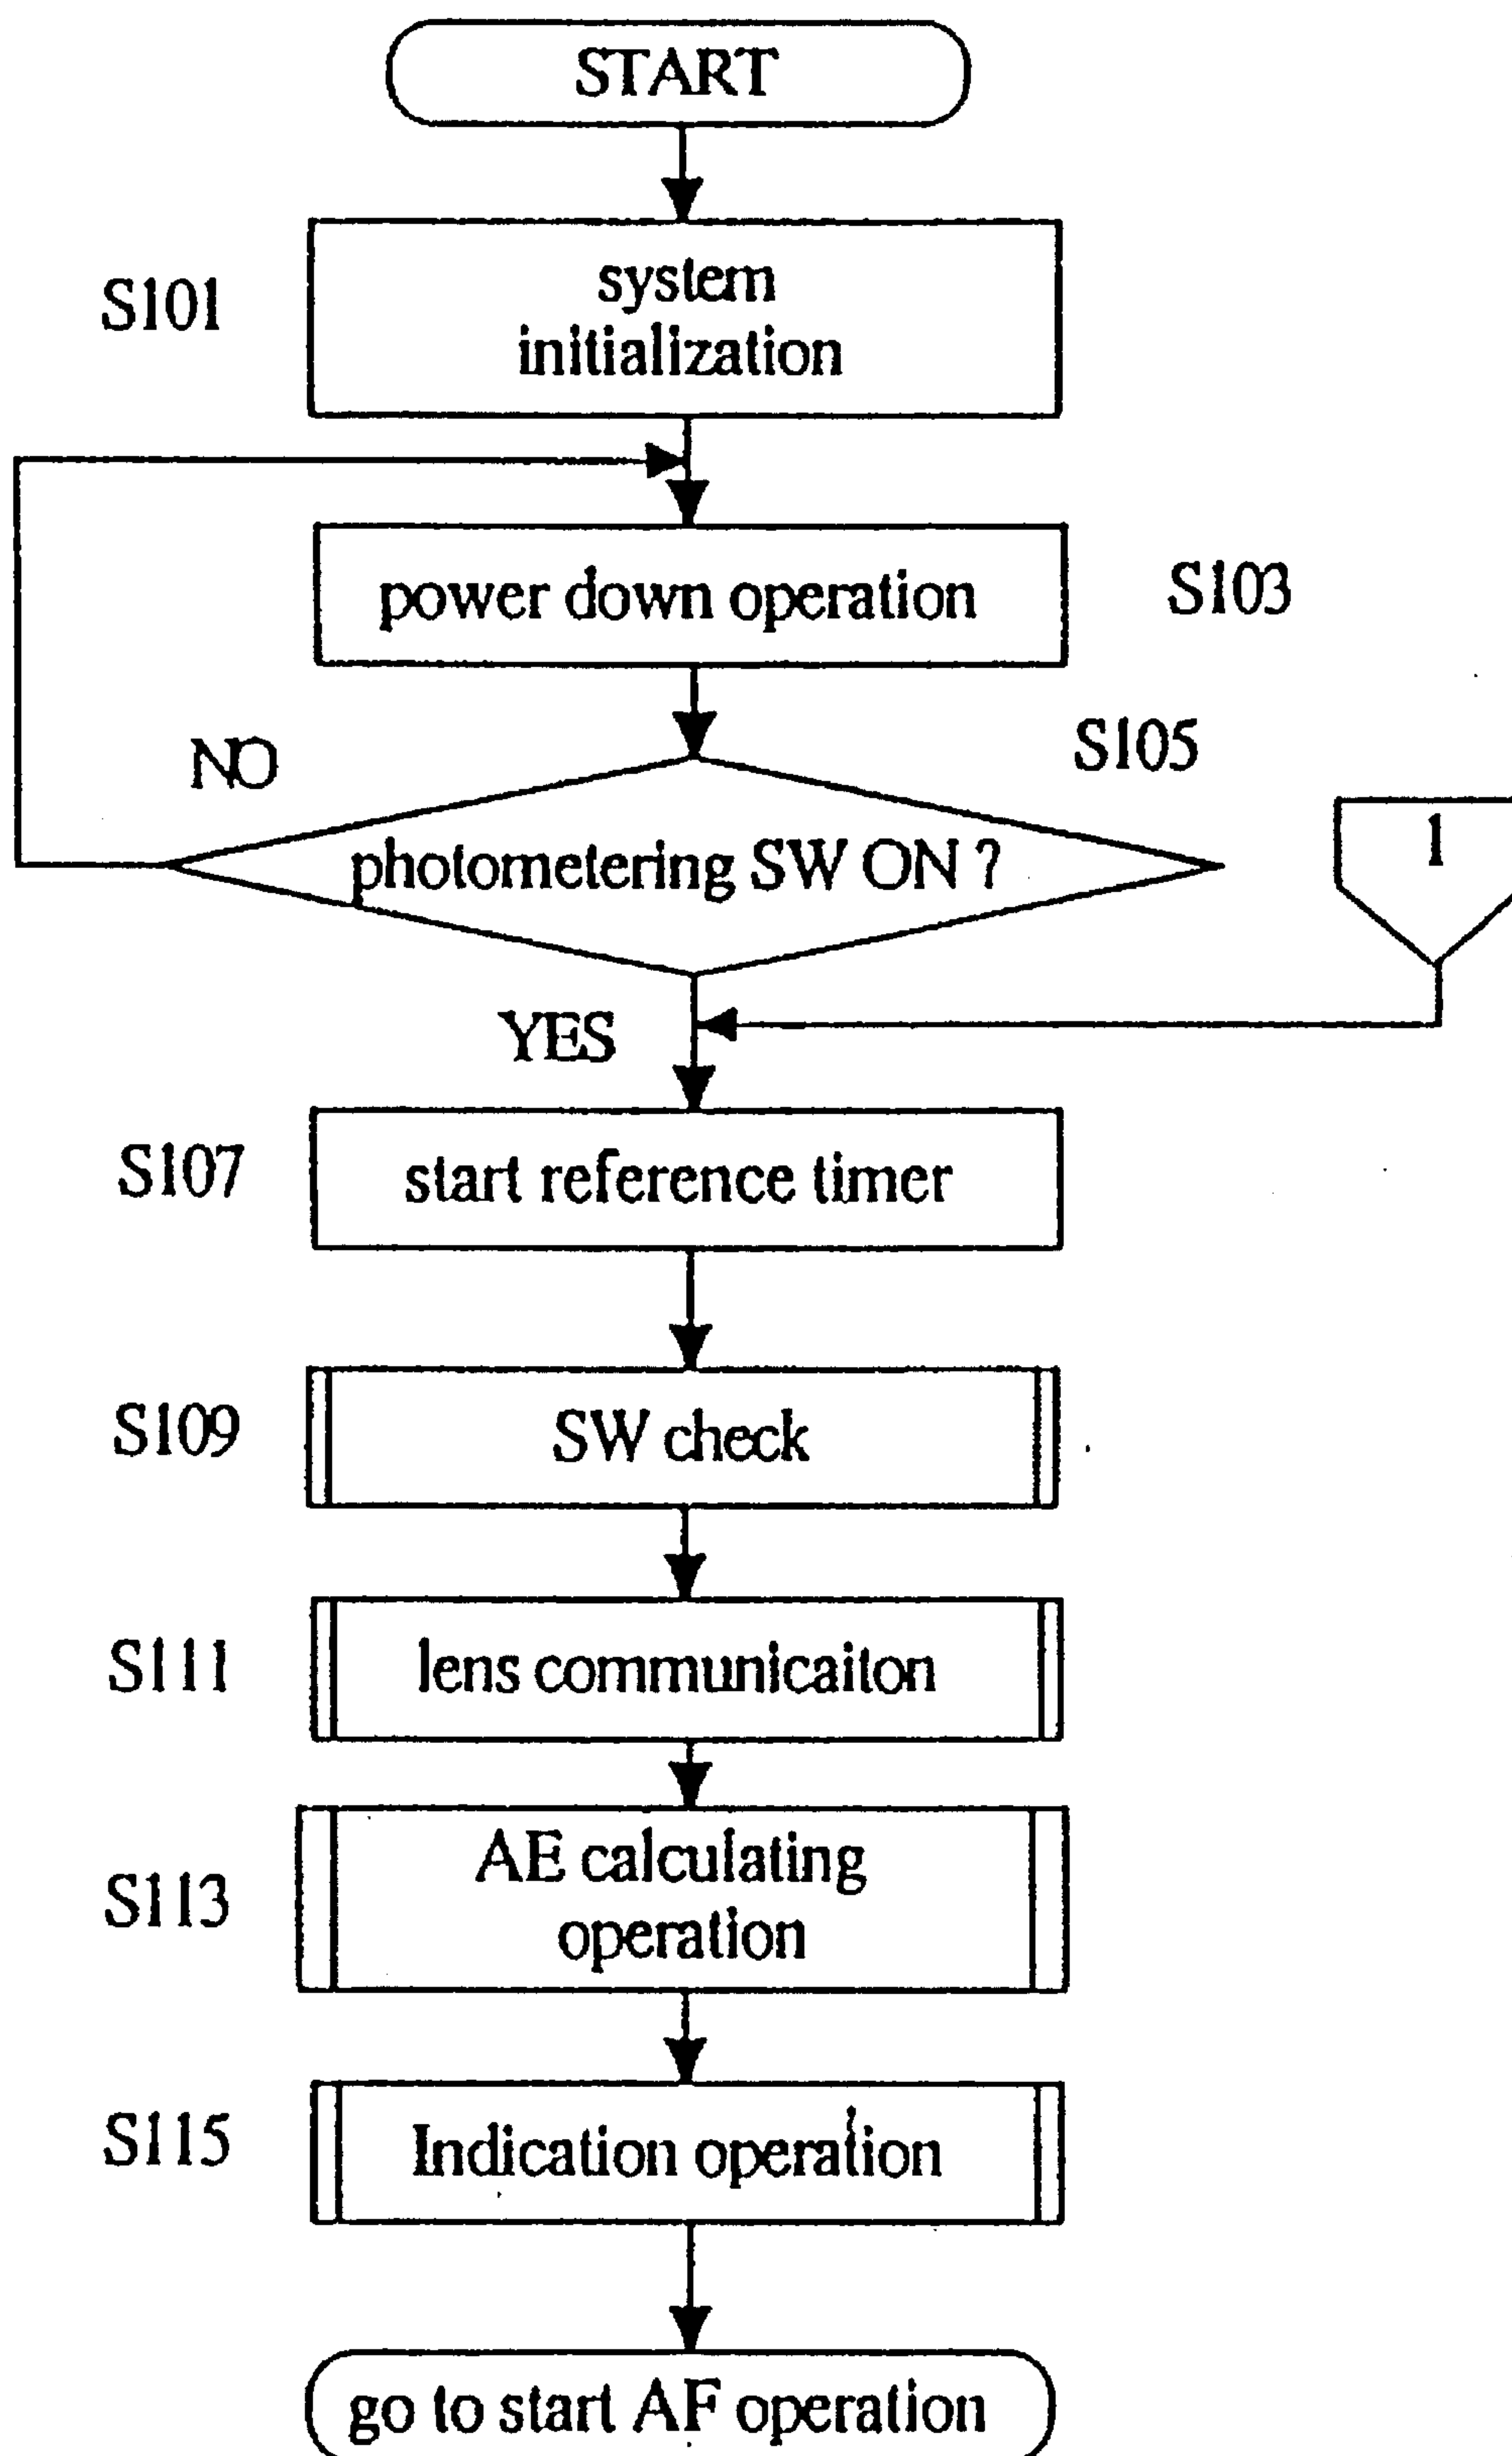 START
S101
system
initialization
power down operation
S103
S105
NO
photometering SW ON ?
1
YES
S107
start reference timer
S109
SW check
S111
lens communicaiton
S113
AE calculating
operation
S115
Indication operation
go to start AF operation